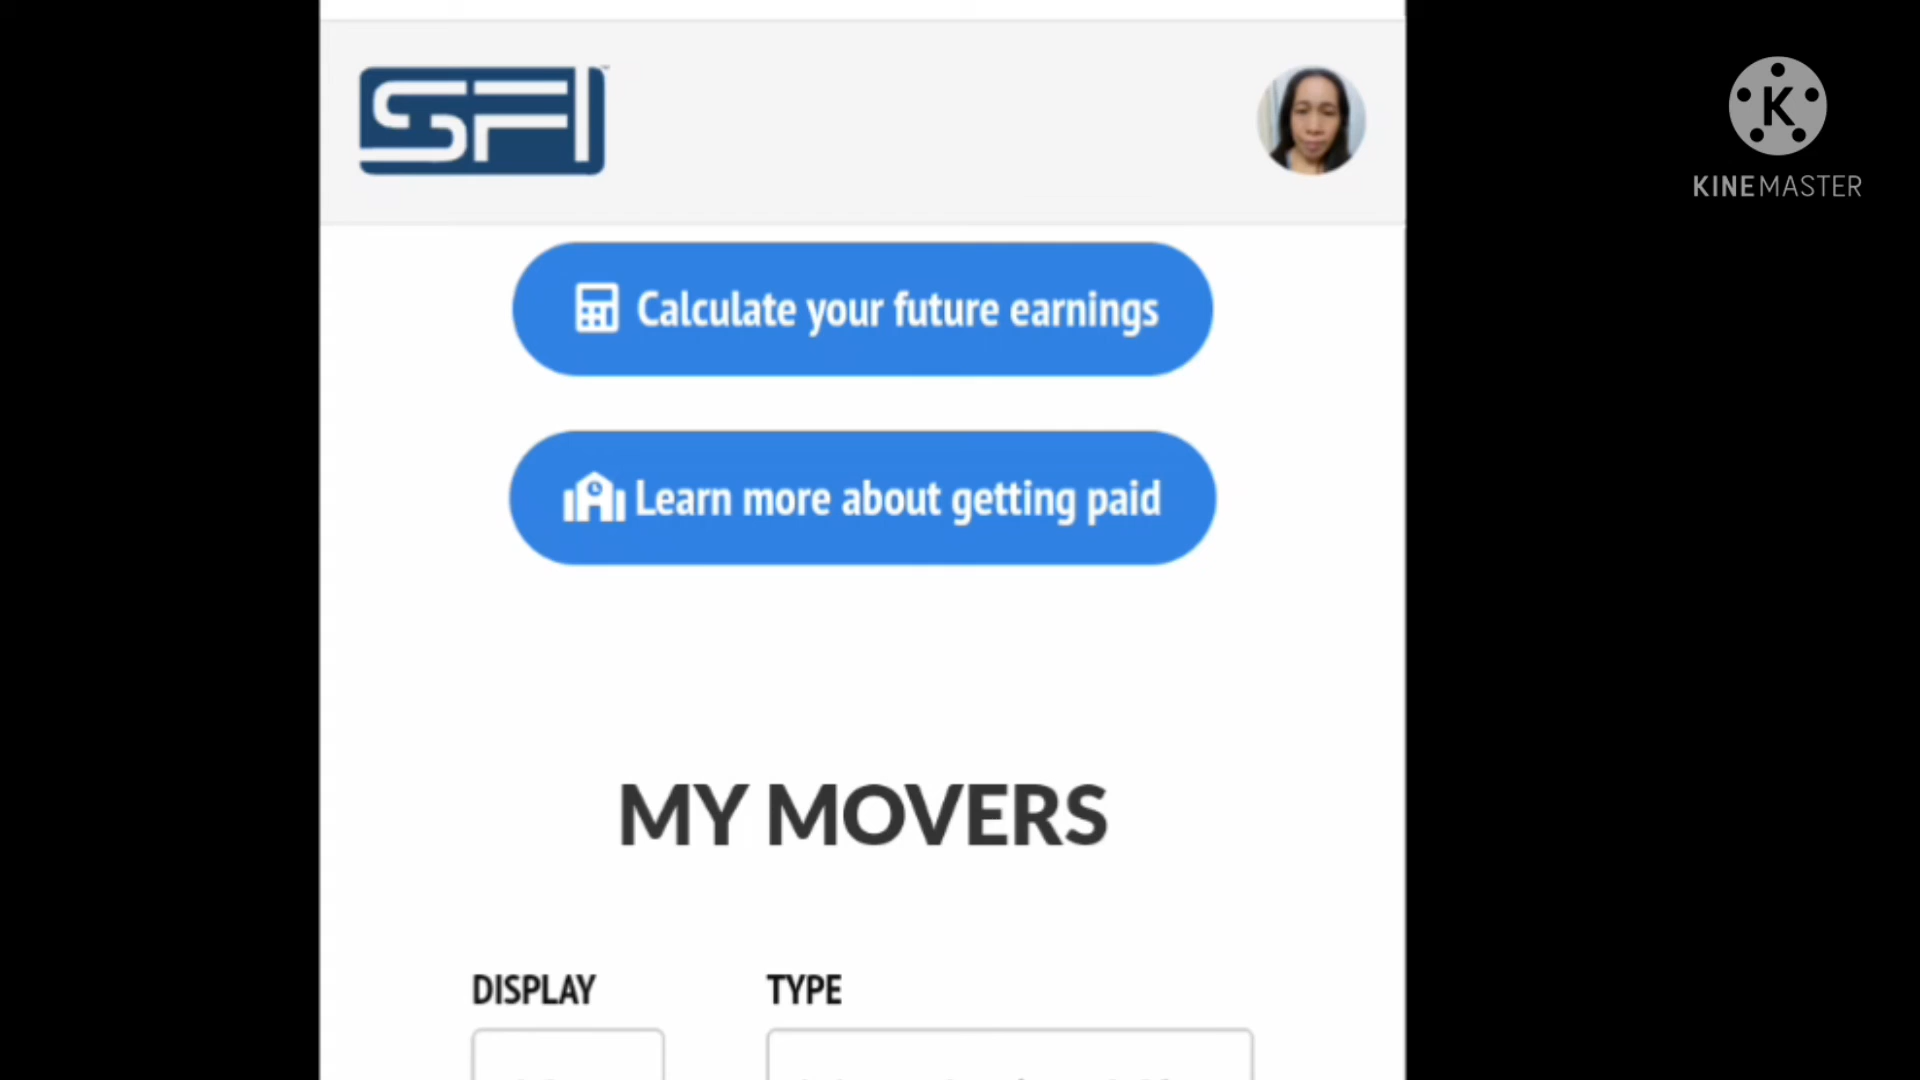 SFI
K
KINEMASTER
Calculate your future earnings
Learn more about getting paid
MY MOVERS
DISPLAY TYPE